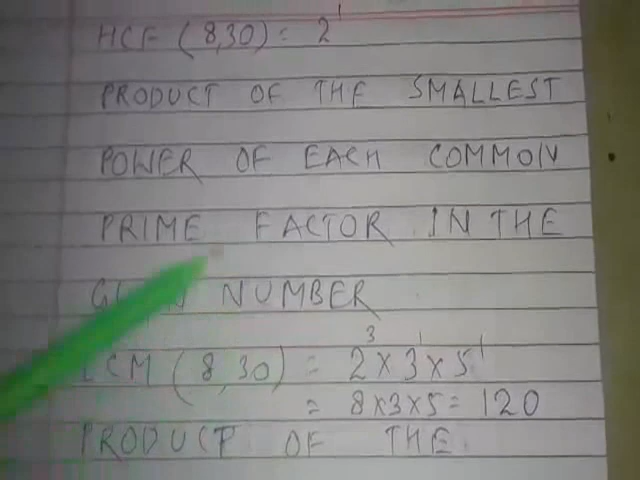 HCF (8,30) = 2¹
PRODUCT OF THE SMALLEST
POWER OF EACH COMMON
PRIME FACTOR IN THE
NUMBER
LCM (8,30) = 2³×3¹×5¹
= 8×3×5= 120
PRODUCT OF THE